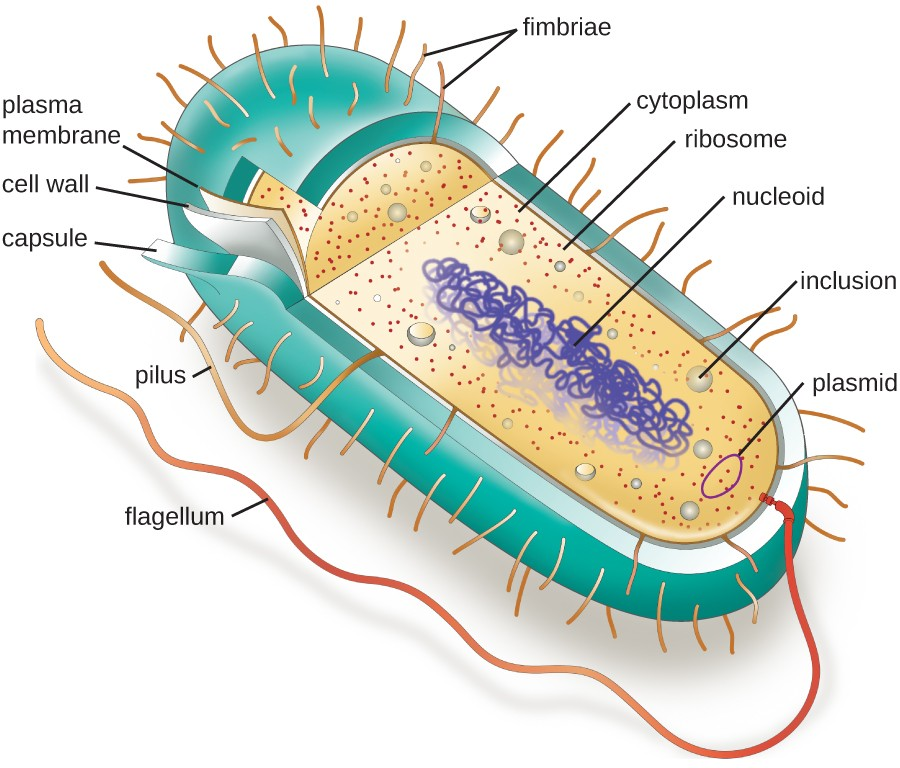 fimbriae
plasma
membrane
cytoplasm
ribosome
cell wall
nucleoid
capsule
inclusion
pilus
plasmid
flagellum